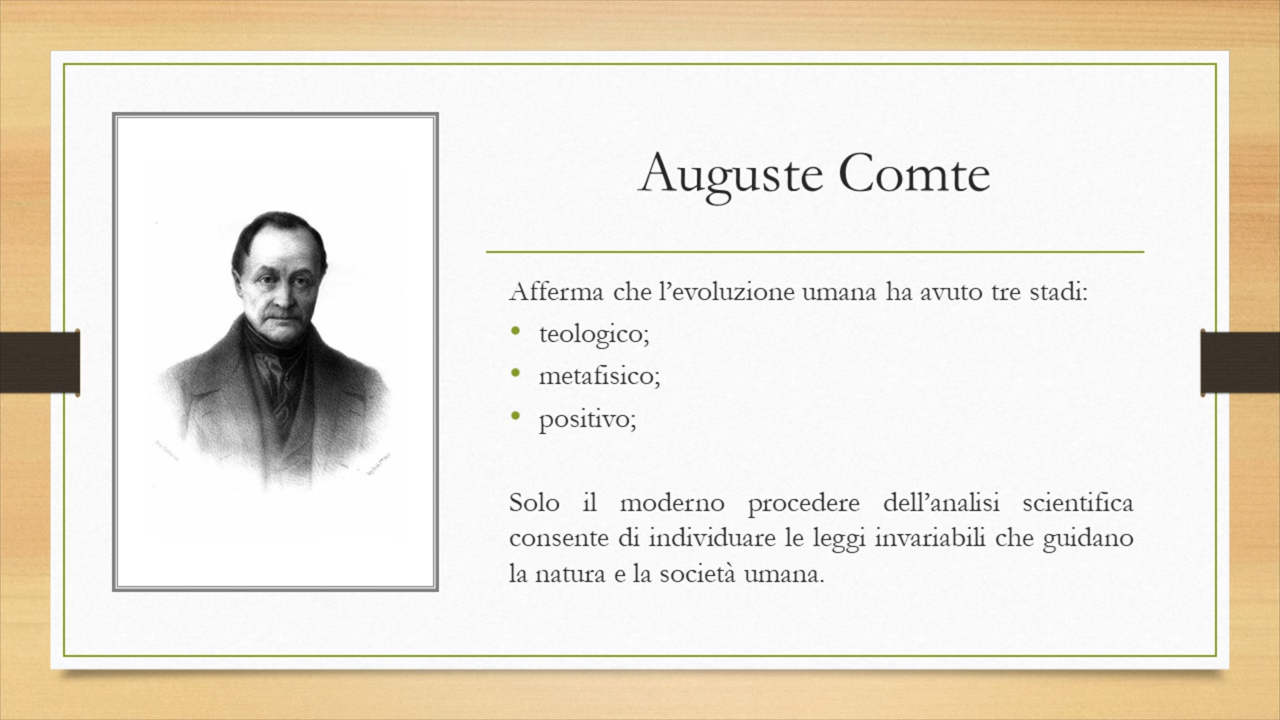 Auguste Comte
Afferma che l’evoluzione umana ha avuto tre stadi:
• teologico;
• metafisico;
• positivo;
Solo il moderno procedere dell’analisi scientifica
consente di individuare le leggi invariabili che guidano
la natura e la società umana.